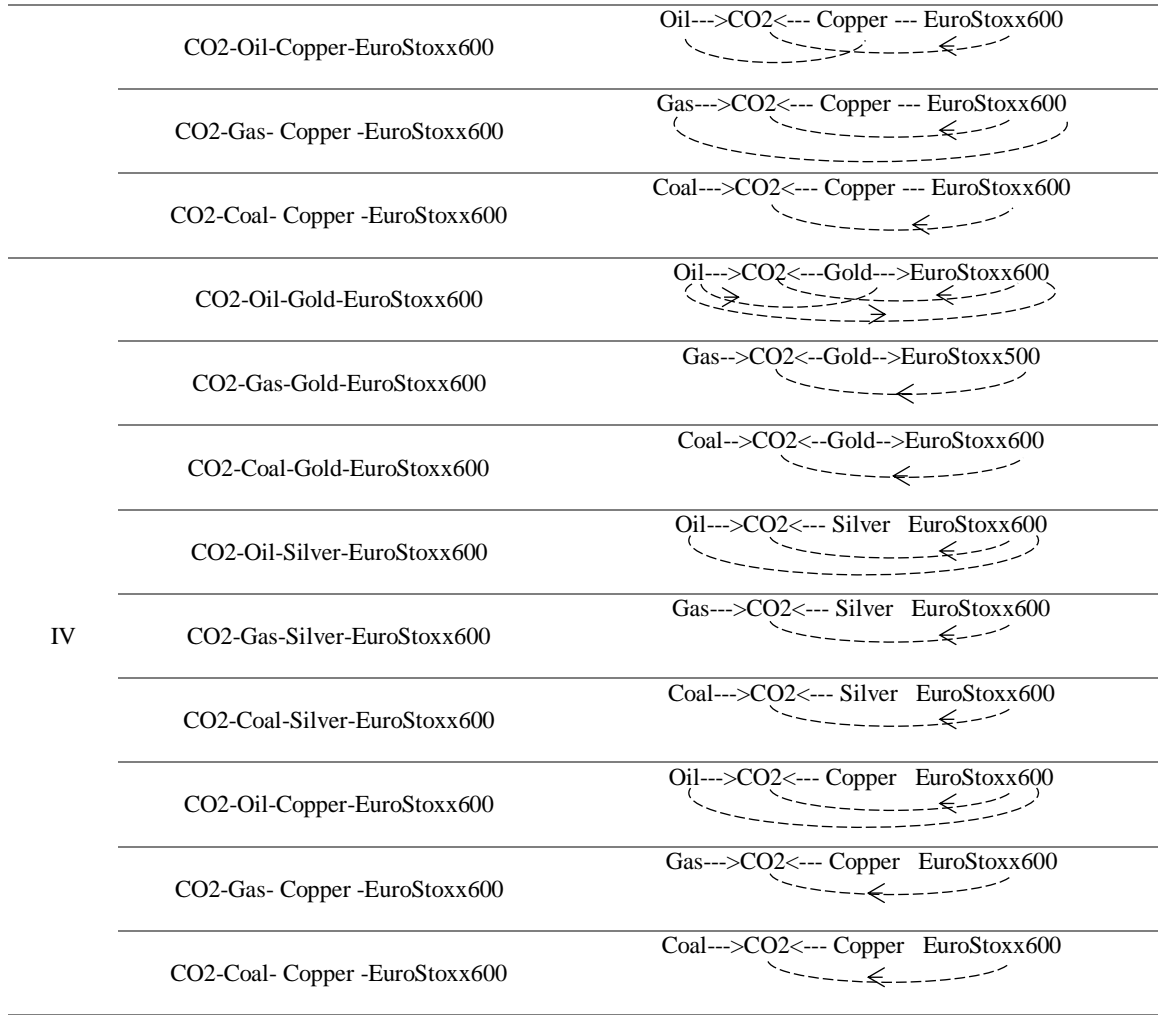 Oil--->CO2<--- Copper --- EuroStoxx600
CO2-Oil-Copper-EuroStoxx600
Gas--->CO2<--- Copper --- EuroStoxx600
CO2-Gas- Copper -EuroStoxx600
Coal--->CO2<--- Copper --- EuroStoxx600
CO2-Coal- Copper -EuroStoxx600
Oil--->CO2<---Gold--->EuroStoxx600
CO2-Oil-Gold-EuroStoxx600
Gas-->CO2<--Gold-->EuroStoxx500
CO2-Gas-Gold-EuroStoxx600
Coal-->CO2<--Gold-->EuroStoxx600
CO2-Coal-Gold-EuroStoxx600
Oil--->CO2<--- Silver EuroStoxx600
CO2-Oil-Silver-EuroStoxx600
Gas--->CO2<--- Silver EuroStoxx600
IV CO2-Gas-Silver-EuroStoxx600
Coal--->CO2<--- Silver EuroStoxx600
CO2-Coal-Silver-EuroStoxx600
Oil--->CO2<--- Copper EuroStoxx600
CO2-Oil-Copper-EuroStoxx600
Gas--->CO2<--- Copper EuroStoxx600
CO2-Gas- Copper -EuroStoxx600
Coal--->CO2<--- Copper EuroStoxx600
CO2-Coal- Copper -EuroStoxx600